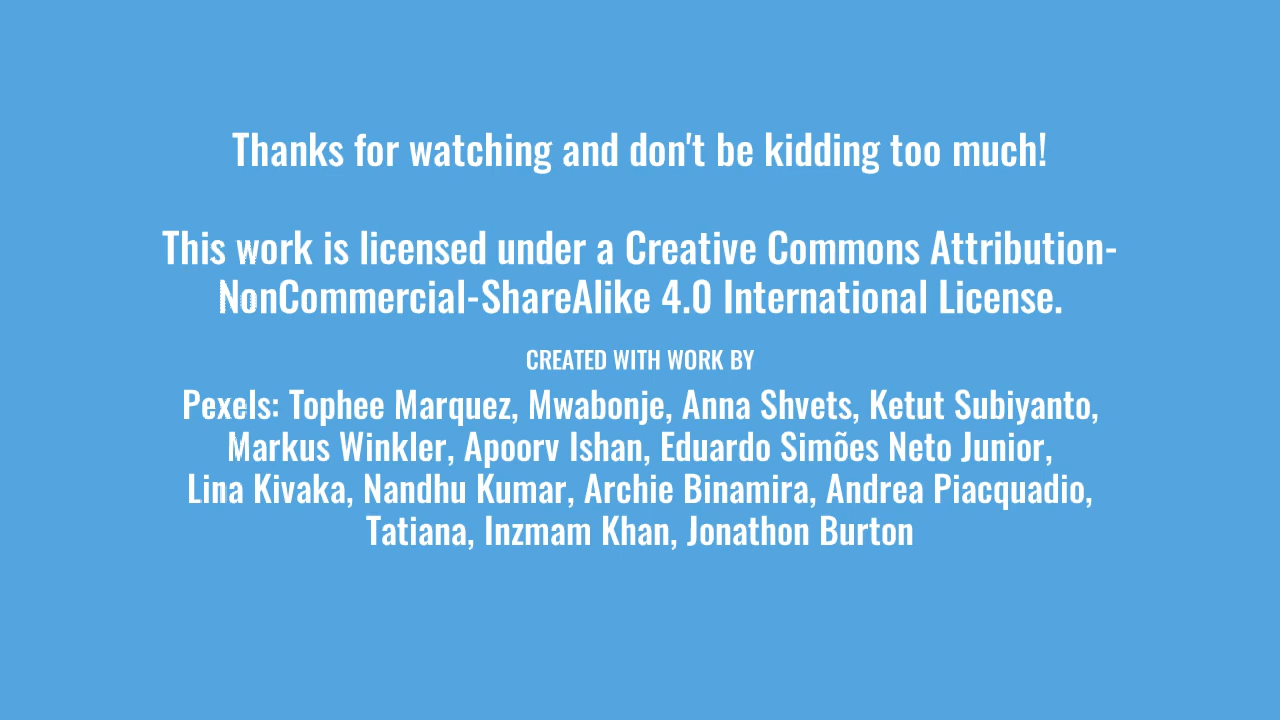 Thanks for watching and don't be kidding too much!
This work is licensed under a Creative Commons Attribution-
NonCommercial-ShareAlike 4.0 International License.
CREATED WITH WORK BY
Pexels: Tophee Marquez, Mwabonje, Anna Shvets, Ketut Subiyanto,
Markus Winkler, Apoorv Ishan, Eduardo Simões Neto Junior,
Lina Kivaka, Nandhu Kumar, Archie Binamira, Andrea Piacquadio,
Tatiana, Inzmam Khan, Jonathon Burton